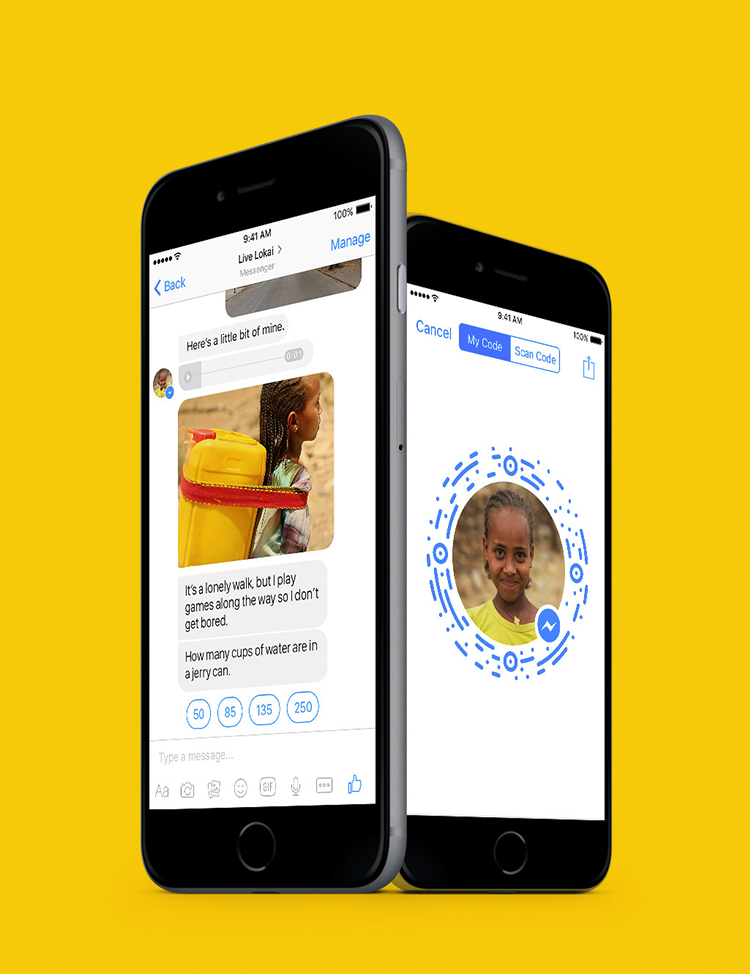 9:41 AM
100%
Back
Live Lokai
Messenger
Manage
Here's a little bit of mine.
0:01
It's a lonely walk, but I play
games along the way so I don't
get bored.
How many cups of water are in
a jerry can.
50
85
135
250
Type a message...
Aa
GIF
9:41 AM
100%
Cancel
My Code
Scan Code